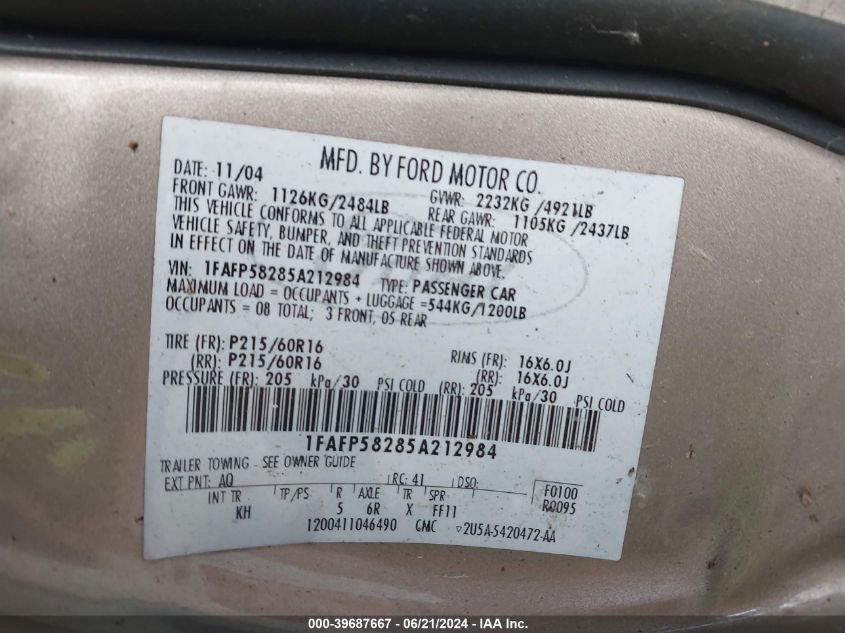 MFD. BY FORD MOTOR CO.
DATE: 11/04 GVWR: 2232KG /4921LB
FRONT GAWR: 1126KG/2484LB REAR GAWR: 1105KG /2437LB
THIS VEHICLE CONFORMS TO ALL APPLICABLE FEDERAL MOTOR
VEHICLE SAFETY, BUMPER, AND THEFT PREVENTION STANDARDS
IN EFFECT ON THE DATE OF MANUFACTURE SHOWN ABOVE.
VIN: 1FAFP58285A212984 TYPE: PASSENGER CAR
MAXIMUM LOAD = OCCUPANTS + LUGGAGE =544KG/1200LB
OCCUPANTS = 08 TOTAL; 3 FRONT, 05 REAR
TIRE (FR): P215/60R16 RIMS (FR): 16X6.0J
(RR): P215/60R16 (RR): 16X6.0J
PRESSURE (FR): 205 kPa/30 PSI COLD (RR): 205 kPa/30 PSI COLD
1FAFP58285A212984
TRAILER TOWING - SEE OWNER GUIDE
EXT PNT: AQ RC: 41 DSO: F0100
INT TR TP/PS R AXLE TR SPR R0095
KH 5 6R X FF11
1200411046490 CMC ▽2U5A-5420472-AA
000-39687667 / 06/21/2024 / IAA Inc.